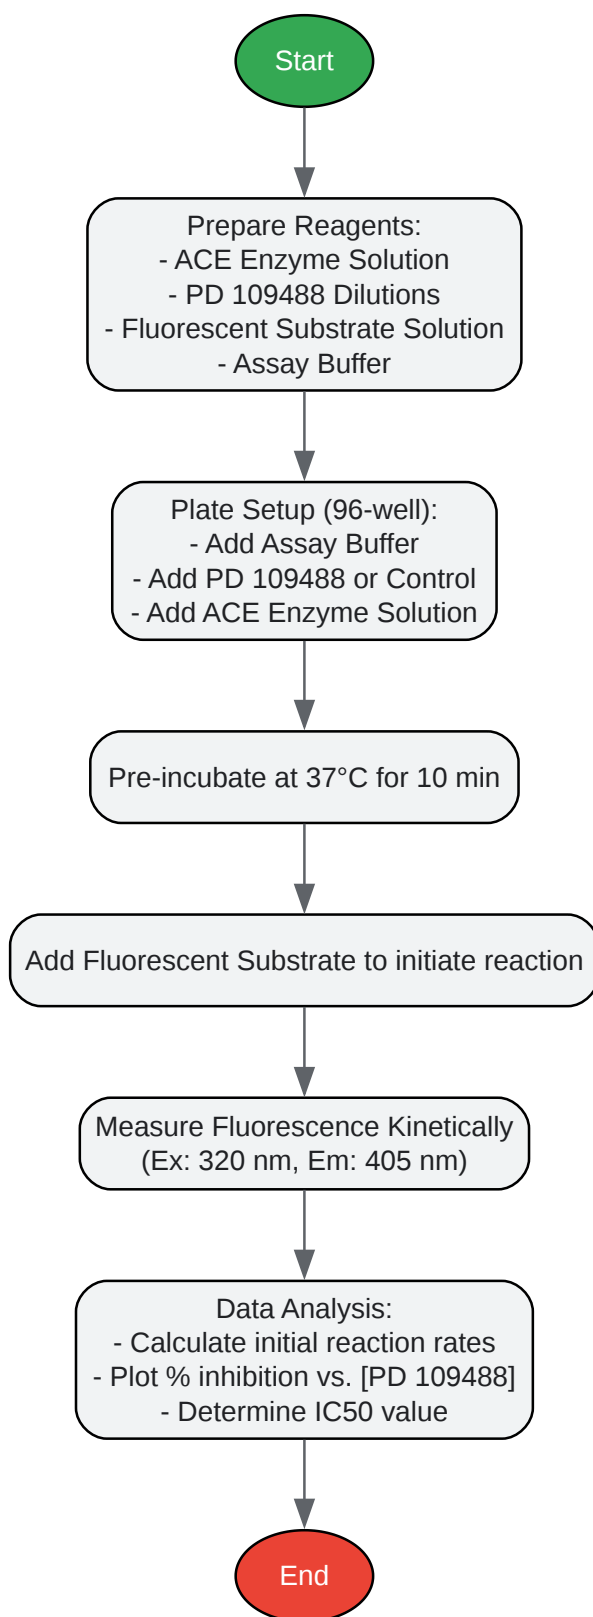 Start
Prepare Reagents:
- ACE Enzyme Solution
- PD 109488 Dilutions
- Fluorescent Substrate Solution
- Assay Buffer
Plate Setup (96-well):
- Add Assay Buffer
- Add PD 109488 or Control
- Add ACE Enzyme Solution
Pre-incubate at 37°C for 10 min
Add Fluorescent Substrate to initiate reaction
Measure Fluorescence Kinetically
(Ex: 320 nm, Em: 405 nm)
Data Analysis:
- Calculate initial reaction rates
- Plot % inhibition vs. [PD 109488]
- Determine IC50 value
End